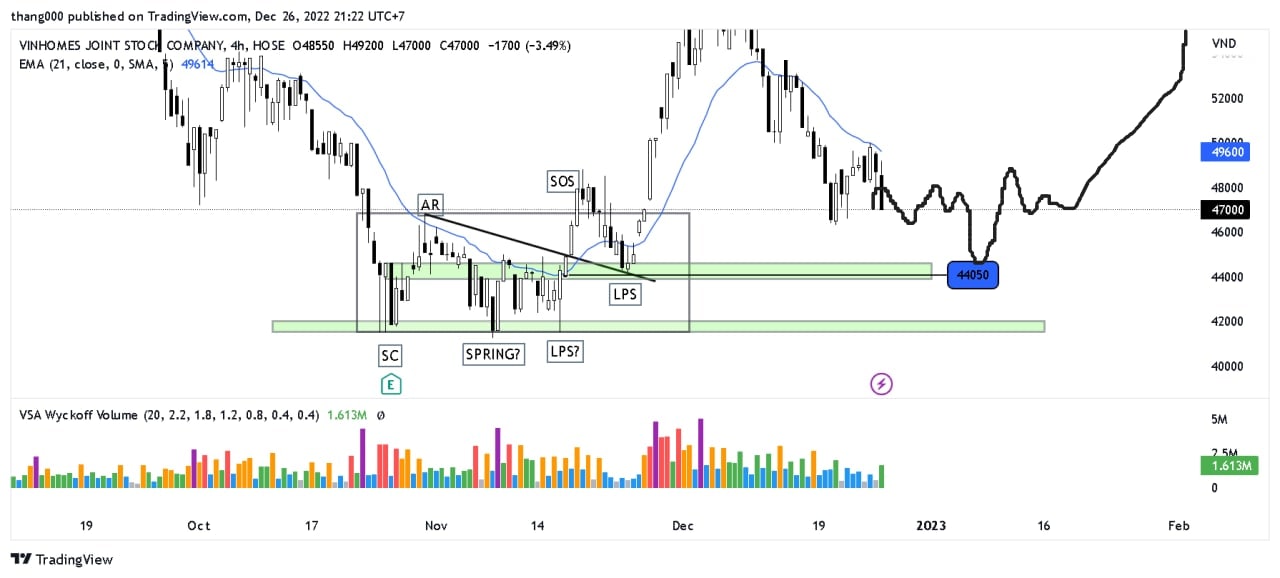 thang000 published on TradingView.com, Dec 26, 2022 21:22 UTC+7
VINHOMES JOINT STOCK COMPANY, 4h, HOSE O48550 H49200 L47000 C47000 −1700 (−3.49%)
EMA (21, close, 0, SMA, 5) 49614
VND
54000
52000
50000
49600
48000
47000
46000
44000
42000
40000
AR
SOS
LPS
44050
SC
SPRING?
LPS?
E
VSA Wyckoff Volume (20, 2.2, 1.8, 1.2, 0.8, 0.4, 0.4) 1.613M Ø
5M
2.5M
1.613M
0
19 Oct 17 Nov 14 Dec 19 2023 16 Feb
TradingView